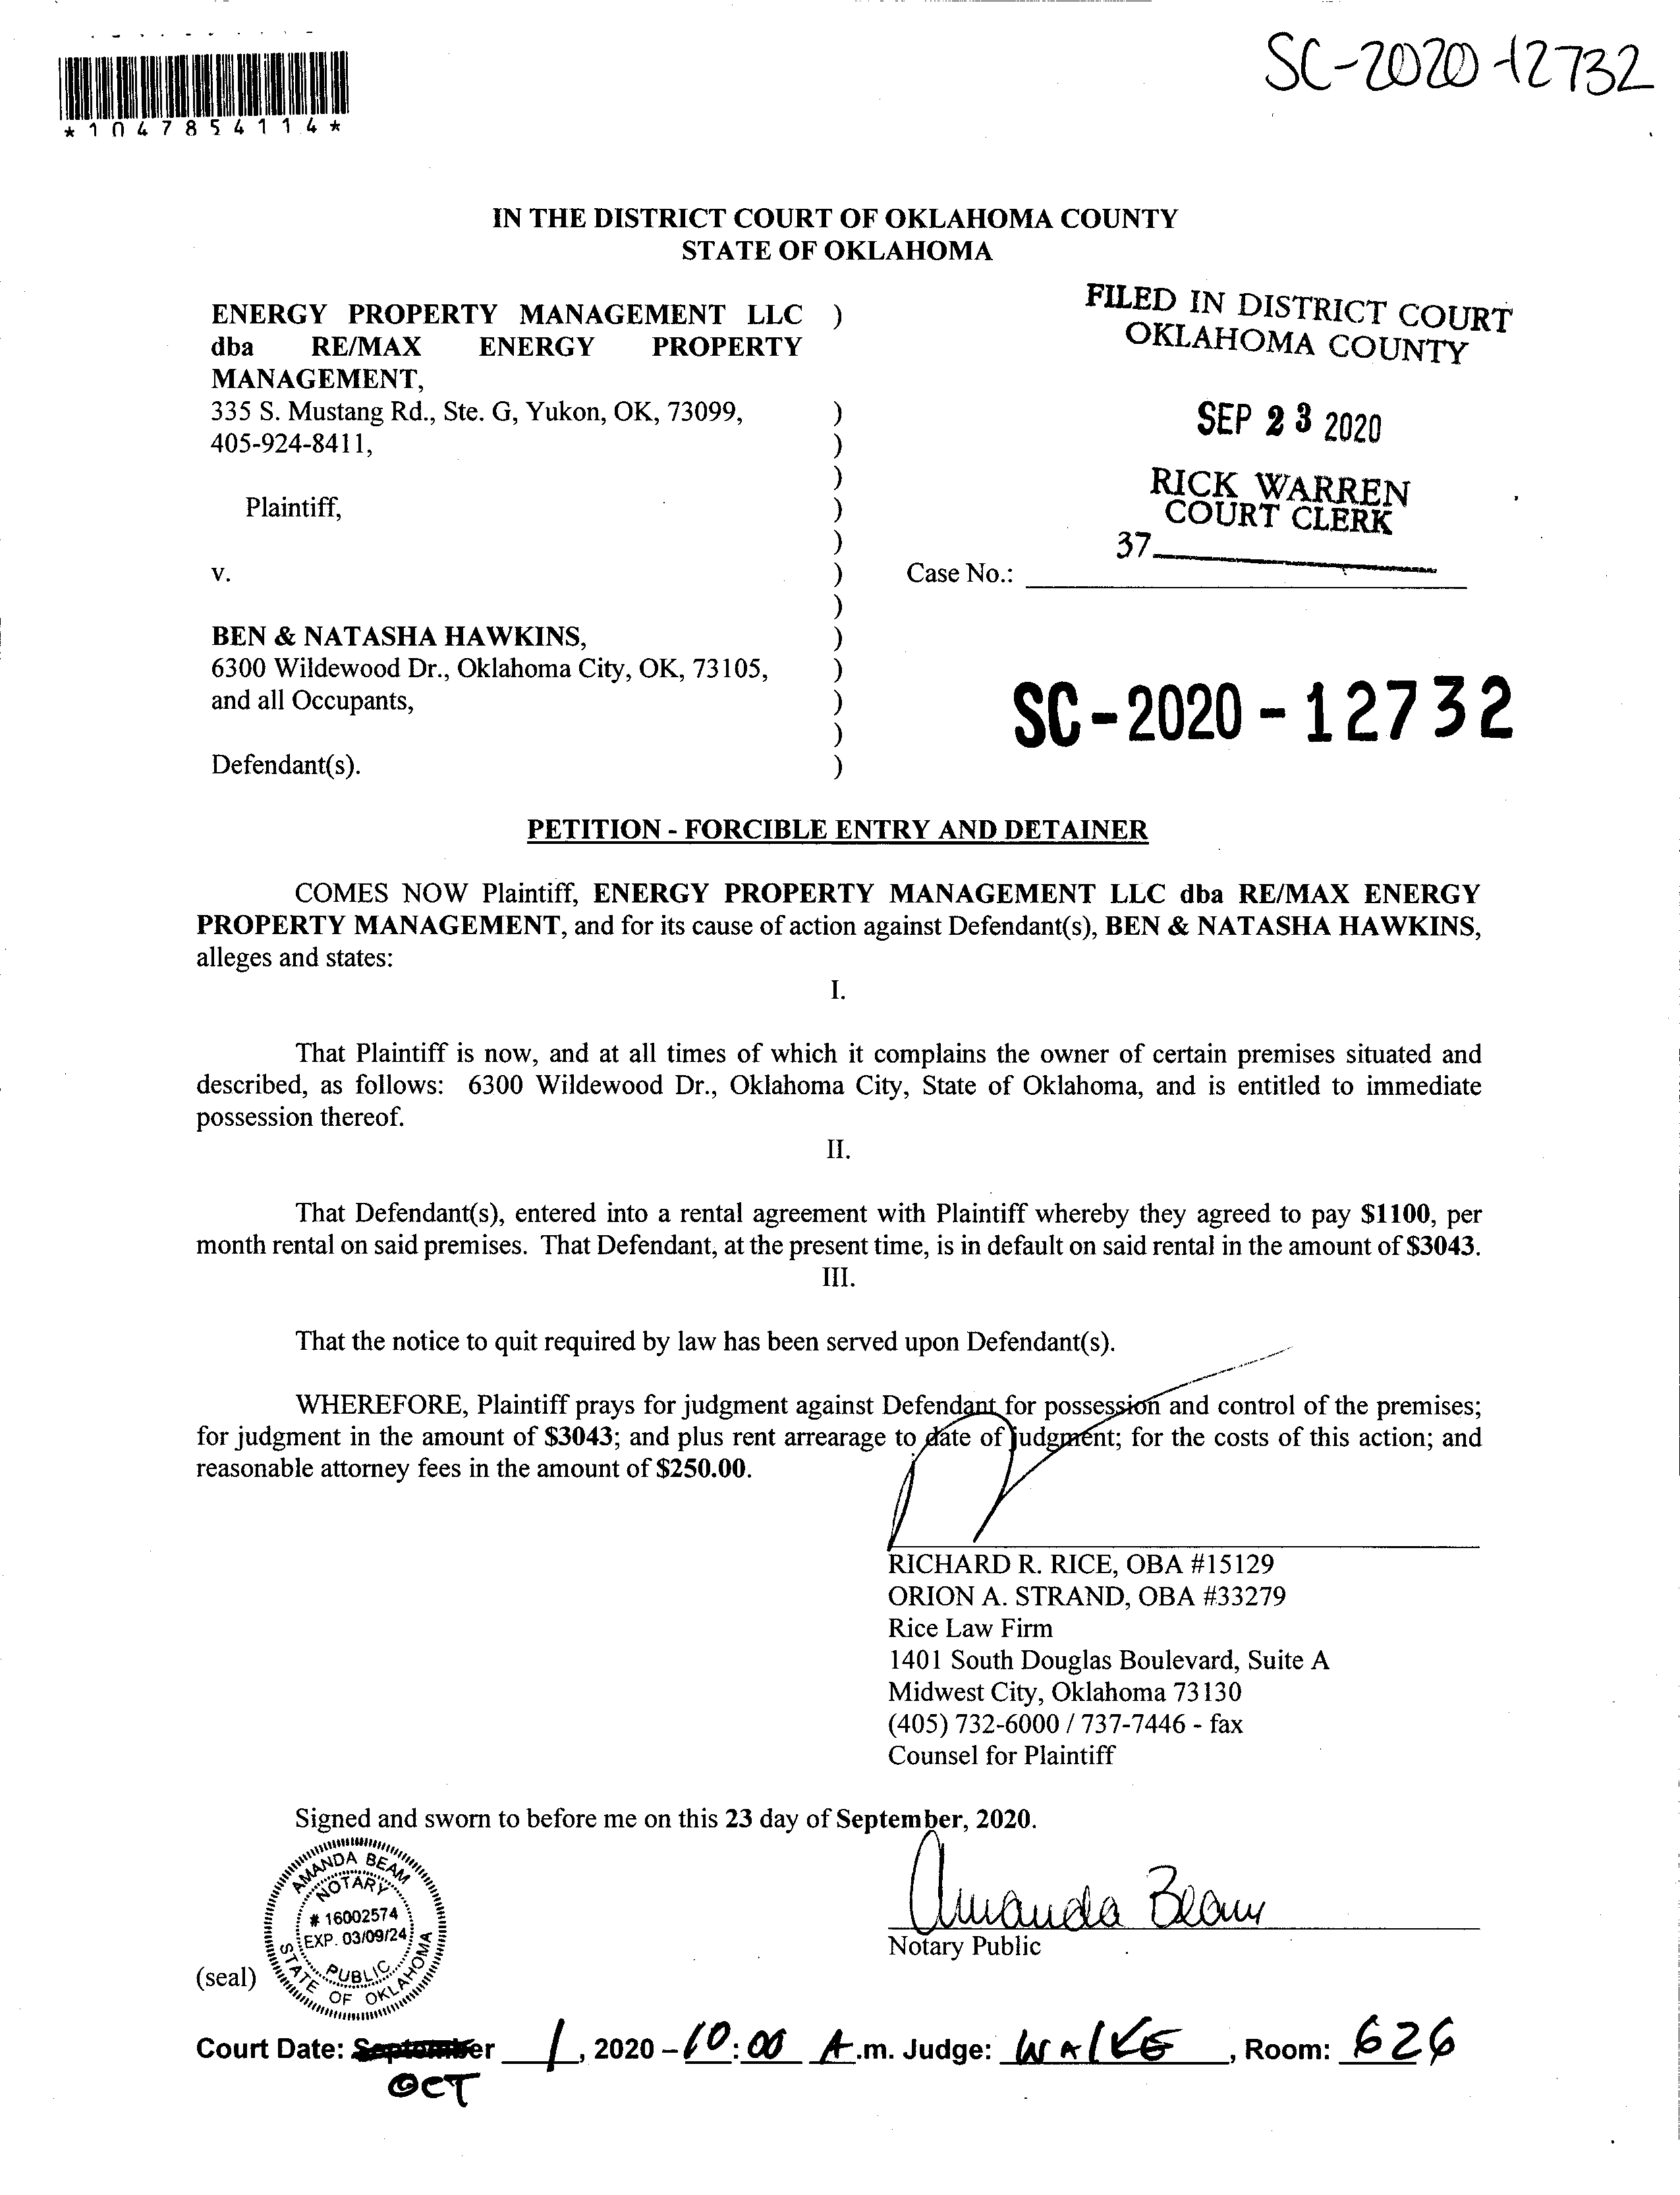 SC-2020-12732
*1047854114*
IN THE DISTRICT COURT OF OKLAHOMA COUNTY
STATE OF OKLAHOMA
ENERGY PROPERTY MANAGEMENT LLC )
dba RE/MAX ENERGY PROPERTY
MANAGEMENT,
335 S. Mustang Rd., Ste. G, Yukon, OK, 73099, )
405-924-8411, )
)
Plaintiff, )
)
v. )
)
BEN & NATASHA HAWKINS, )
6300 Wildewood Dr., Oklahoma City, OK, 73105, )
and all Occupants, )
)
Defendant(s). )
FILED IN DISTRICT COURT
OKLAHOMA COUNTY
SEP 23 2020
RICK WARREN
COURT CLERK
37
Case No.:
SC-2020-12732
PETITION - FORCIBLE ENTRY AND DETAINER
COMES NOW Plaintiff, ENERGY PROPERTY MANAGEMENT LLC dba RE/MAX ENERGY
PROPERTY MANAGEMENT, and for its cause of action against Defendant(s), BEN & NATASHA HAWKINS,
alleges and states:
I.
That Plaintiff is now, and at all times of which it complains the owner of certain premises situated and
described, as follows: 6300 Wildewood Dr., Oklahoma City, State of Oklahoma, and is entitled to immediate
possession thereof.
II.
That Defendant(s), entered into a rental agreement with Plaintiff whereby they agreed to pay $1100, per
month rental on said premises. That Defendant, at the present time, is in default on said rental in the amount of $3043.
III.
That the notice to quit required by law has been served upon Defendant(s).
WHEREFORE, Plaintiff prays for judgment against Defendant for possession and control of the premises;
for judgment in the amount of $3043; and plus rent arrearage to date of judgment; for the costs of this action; and
reasonable attorney fees in the amount of $250.00.
RICHARD R. RICE, OBA #15129
ORION A. STRAND, OBA #33279
Rice Law Firm
1401 South Douglas Boulevard, Suite A
Midwest City, Oklahoma 73130
(405) 732-6000 / 737-7446 - fax
Counsel for Plaintiff
Signed and sworn to before me on this 23 day of September, 2020.
AMANDA BEAM
NOTARY
# 16002574
EXP. 03/09/24
PUBLIC
STATE OF OKLAHOMA
(seal)
Amanda Beam
Notary Public
Court Date: September 1, 2020 - 10:00 A.m. Judge: WALKE, Room: 626
OCT